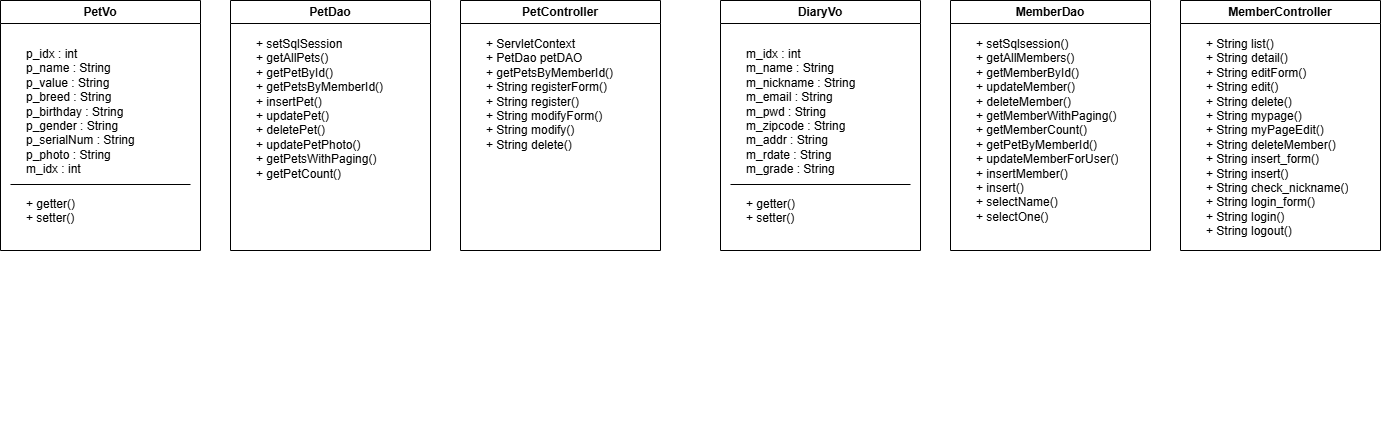 PetVo
p_idx : int
p_name : String
p_value : String
p_breed : String
p_birthday : String
p_gender : String
p_serialNum : String
p_photo : String
m_idx : int
+ getter()
+ setter()
PetDao
+ setSqlSession
+ getAllPets()
+ getPetById()
+ getPetsByMemberId()
+ insertPet()
+ updatePet()
+ deletePet()
+ updatePetPhoto()
+ getPetsWithPaging()
+ getPetCount()
PetController
+ ServletContext
+ PetDao petDAO
+ getPetsByMemberId()
+ String registerForm()
+ String register()
+ String modifyForm()
+ String modify()
+ String delete()
DiaryVo
m_idx : int
m_name : String
m_nickname : String
m_email : String
m_pwd : String
m_zipcode : String
m_addr : String
m_rdate : String
m_grade : String
+ getter()
+ setter()
MemberDao
+ setSqlsession()
+ getAllMembers()
+ getMemberById()
+ updateMember()
+ deleteMember()
+ getMemberWithPaging()
+ getMemberCount()
+ getPetByMemberId()
+ updateMemberForUser()
+ insertMember()
+ insert()
+ selectName()
+ selectOne()
MemberController
+ String list()
+ String detail()
+ String editForm()
+ String edit()
+ String delete()
+ String mypage()
+ String myPageEdit()
+ String deleteMember()
+ String insert_form()
+ String insert()
+ String check_nickname()
+ String login_form()
+ String login()
+ String logout()